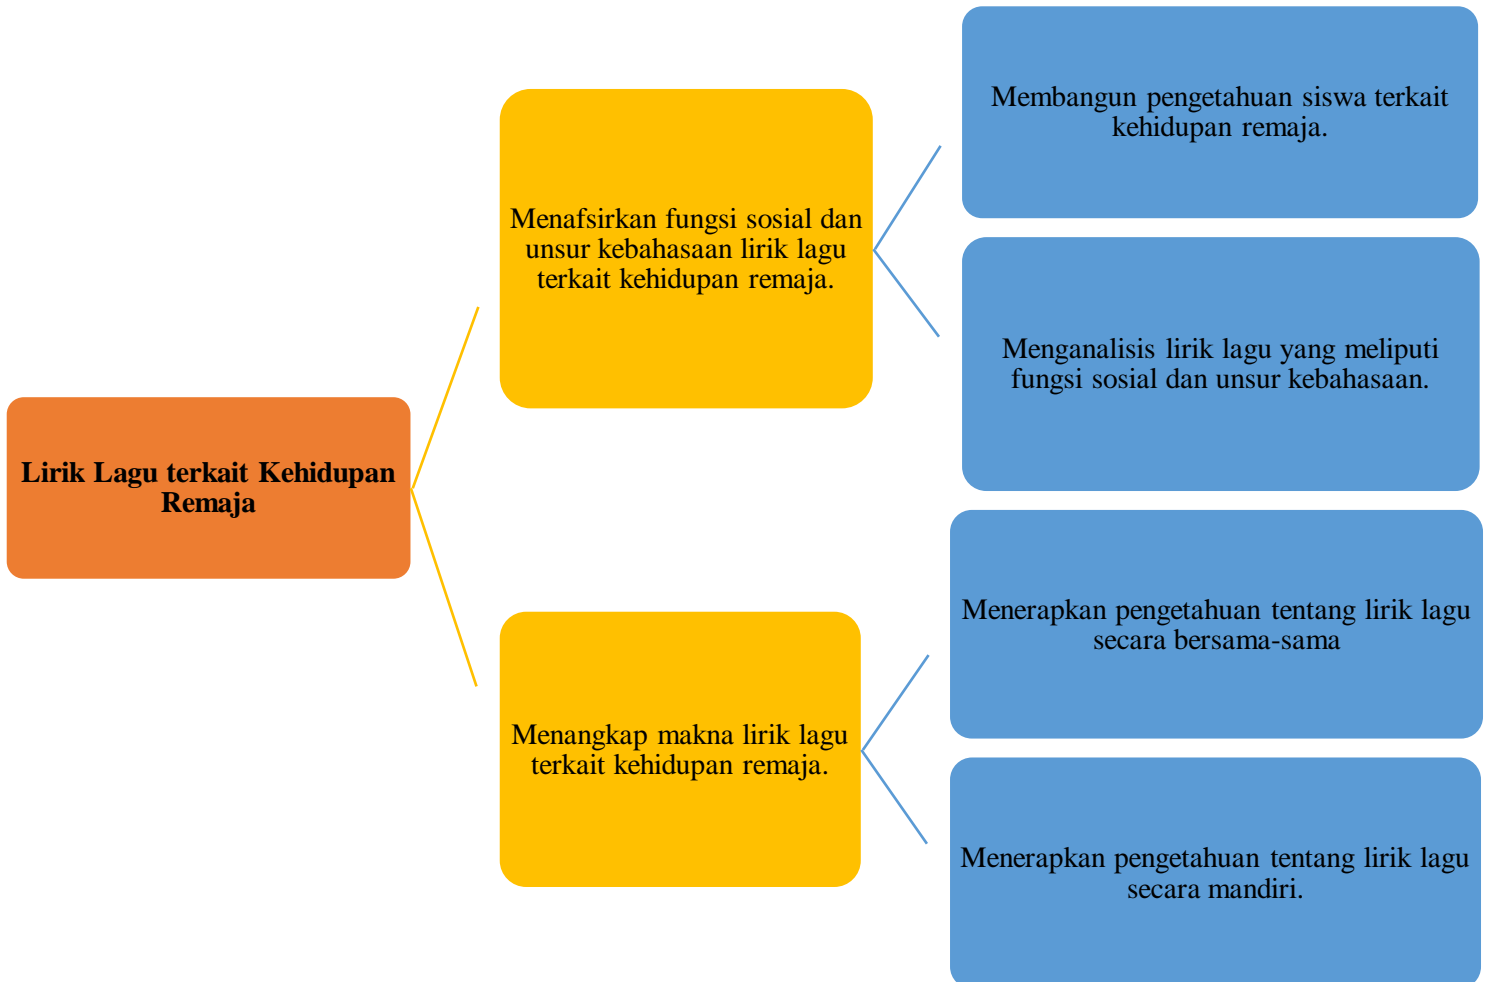 Lirik Lagu terkait Kehidupan
Remaja
Menafsirkan fungsi sosial dan
unsur kebahasaan lirik lagu
terkait kehidupan remaja.
Membangun pengetahuan siswa terkait
kehidupan remaja.
Menganalisis lirik lagu yang meliputi
fungsi sosial dan unsur kebahasaan.
Menangkap makna lirik lagu
terkait kehidupan remaja.
Menerapkan pengetahuan tentang lirik lagu
secara bersama-sama
Menerapkan pengetahuan tentang lirik lagu
secara mandiri.